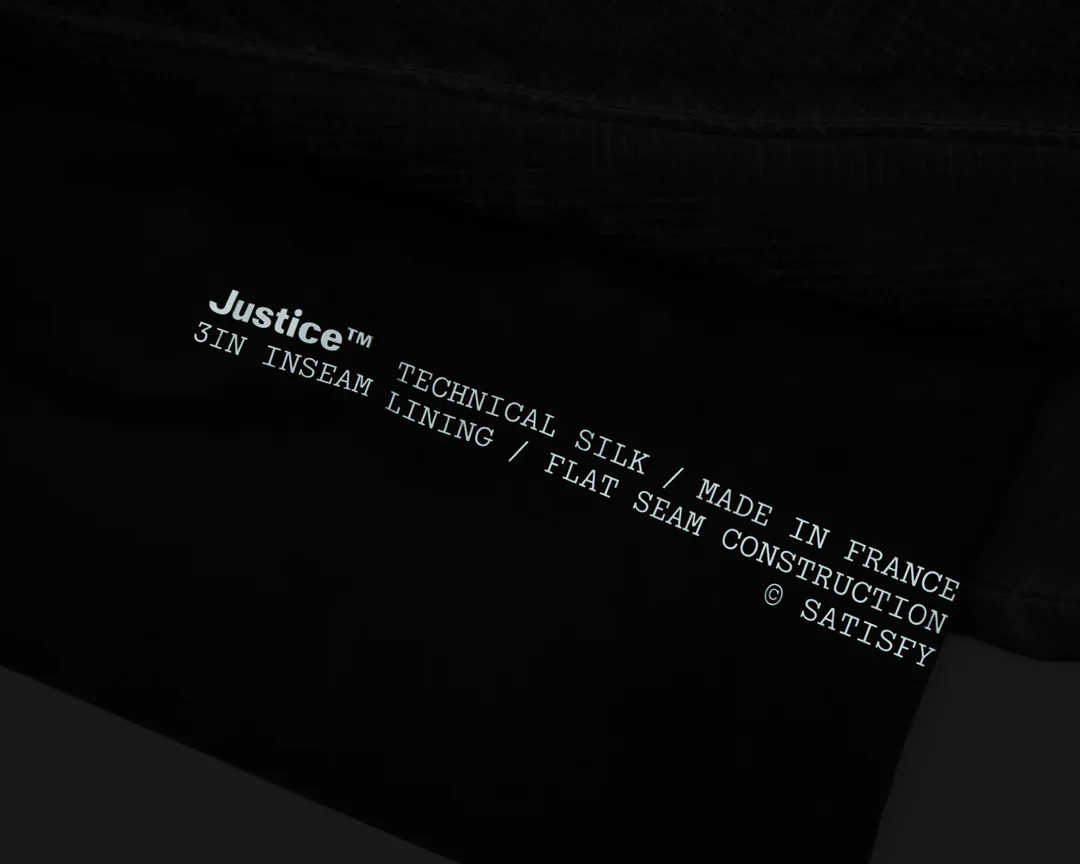 Justice™ TECHNICAL SILK / MADE IN FRANCE
3IN INSEAM LINING / FLAT SEAM CONSTRUCTION
© SATISFY